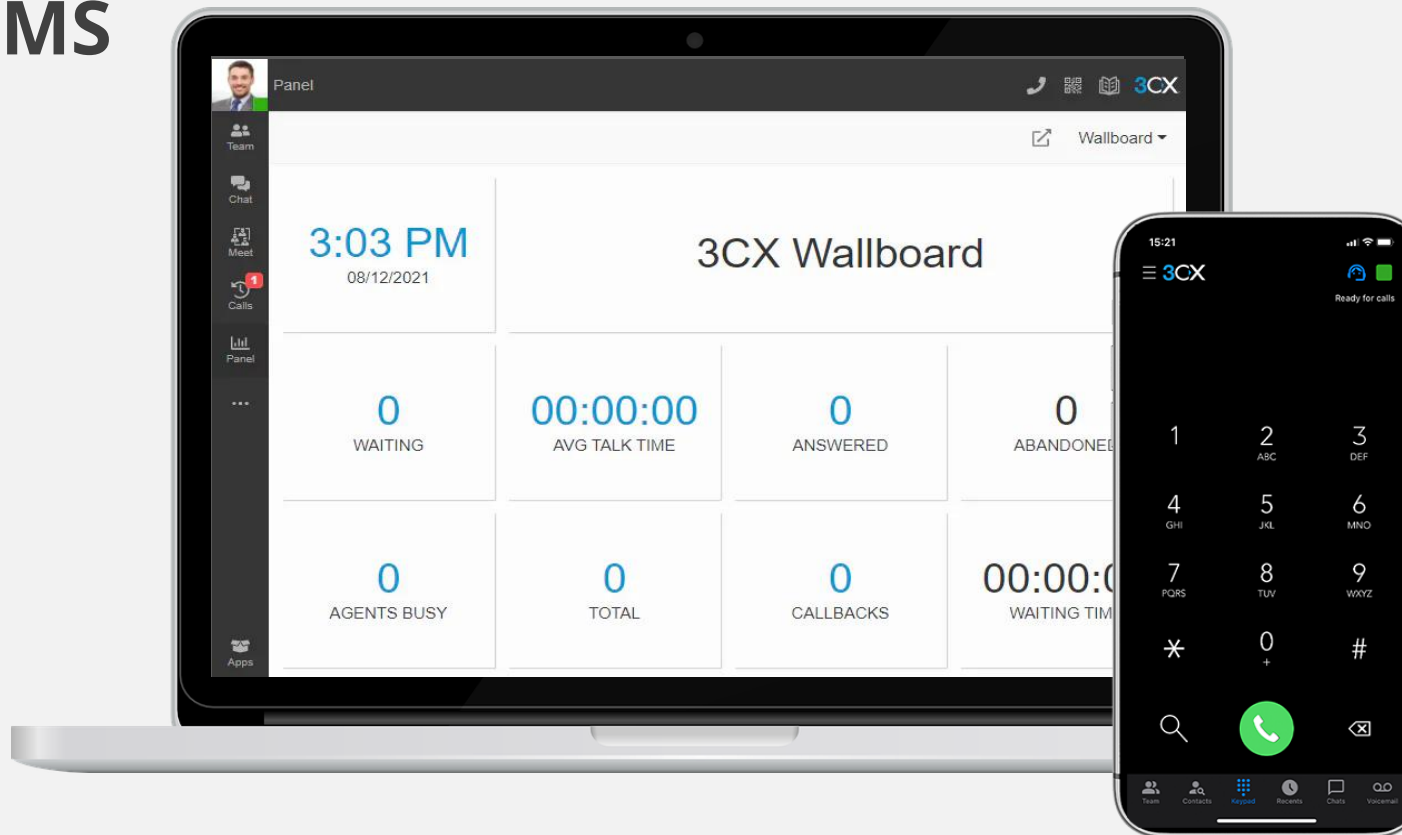 MS
Panel
3CX
Team
Wallboard
Chat
Meet
1
Calls
Panel
Apps
3:03 PM
08/12/2021
3CX Wallboard
0
WAITING
00:00:00
AVG TALK TIME
0
ANSWERED
0
ABANDONED
0
AGENTS BUSY
0
TOTAL
0
CALLBACKS
00:00:0
WAITING TIM
15:21
3CX
Ready for calls
1
2
ABC
3
DEF
4
GHI
5
JKL
6
MNO
7
PQRS
8
TUV
9
WXYZ
*
0
+
#
Team Contacts Keypad Recents Chats Voicemail